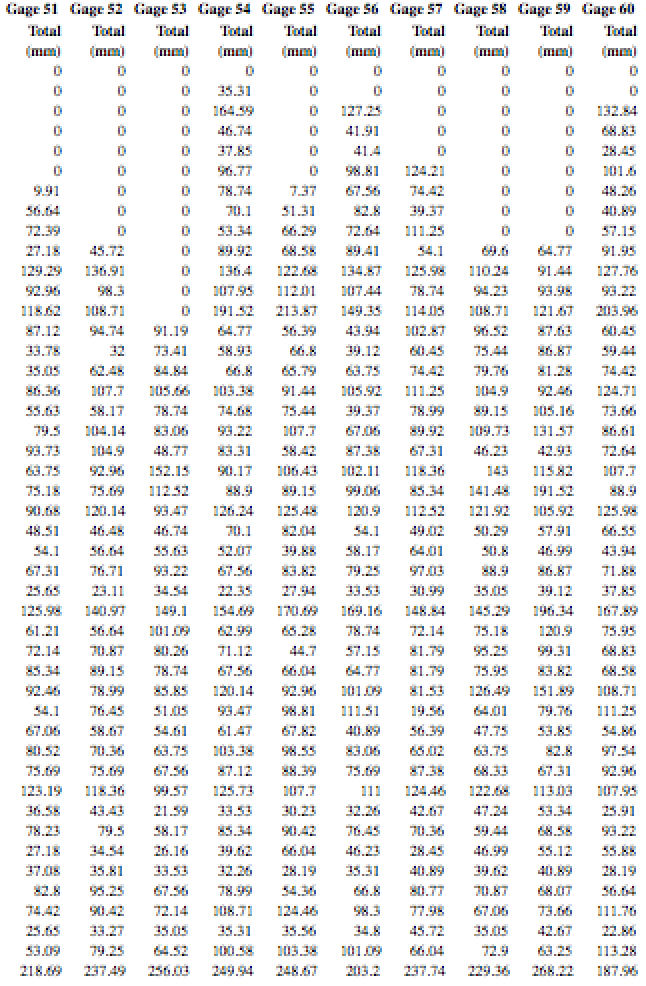 Gage 51 Gage 52 Gage 53 Gage 54 Gage 55 Gage 56 Gage 57 Gage 58 Gage 59 Gage 60
Total Total Total Total Total Total Total Total Total Total
(mm) (mm) (mm) (mm) (mm) (mm) (mm) (mm) (mm) (mm)
0 0 0 0 0 0 0 0 0 0
0 0 0 35.31 0 0 0 0 0 0
0 0 0 164.59 0 127.25 0 0 0 132.84
0 0 0 46.74 0 41.91 0 0 0 68.83
0 0 0 37.85 0 41.4 0 0 0 28.45
0 0 0 96.77 0 98.81 124.21 0 0 101.6
9.91 0 0 78.74 7.37 67.56 74.42 0 0 48.26
56.64 0 0 70.1 51.31 82.8 39.37 0 0 40.89
72.39 0 0 53.34 66.29 72.64 111.25 0 0 57.15
27.18 45.72 0 89.92 68.58 89.41 54.1 69.6 64.77 91.95
129.29 136.91 0 136.4 122.68 134.87 125.98 110.24 91.44 127.76
92.96 98.3 0 107.95 112.01 107.44 78.74 94.23 93.98 93.22
118.62 108.71 0 191.52 213.87 149.35 114.05 108.71 121.67 203.96
87.12 94.74 91.19 64.77 56.39 43.94 102.87 96.52 87.63 60.45
33.78 32 73.41 58.93 66.8 39.12 60.45 75.44 86.87 59.44
35.05 62.48 84.84 66.8 65.79 63.75 74.42 79.76 81.28 74.42
86.36 107.7 105.66 103.38 91.44 105.92 111.25 104.9 92.46 124.71
55.63 58.17 78.74 74.68 75.44 39.37 78.99 89.15 105.16 73.66
79.5 104.14 83.06 93.22 107.7 67.06 89.92 109.73 131.57 86.61
93.73 104.9 48.77 83.31 58.42 87.38 67.31 46.23 42.93 72.64
63.75 92.96 152.15 90.17 106.43 102.11 118.36 143 115.82 107.7
75.18 75.69 112.52 88.9 89.15 99.06 85.34 141.48 191.52 88.9
90.68 120.14 93.47 126.24 125.48 120.9 112.52 121.92 105.92 125.98
48.51 46.48 46.74 70.1 82.04 54.1 49.02 50.29 57.91 66.55
54.1 56.64 55.63 52.07 39.88 58.17 64.01 50.8 46.99 43.94
67.31 76.71 93.22 67.56 83.82 79.25 97.03 88.9 86.87 71.88
25.65 23.11 34.54 22.35 27.94 33.53 30.99 35.05 39.12 37.85
125.98 140.97 149.1 154.69 170.69 169.16 148.84 145.29 196.34 167.89
61.21 56.64 101.09 62.99 65.28 78.74 72.14 75.18 120.9 75.95
72.14 70.87 80.26 71.12 44.7 57.15 81.79 95.25 99.31 68.83
85.34 89.15 78.74 67.56 66.04 64.77 81.79 75.95 83.82 68.58
92.46 78.99 85.85 120.14 92.96 101.09 81.53 126.49 151.89 108.71
54.1 76.45 51.05 93.47 98.81 111.51 19.56 64.01 79.76 111.25
67.06 58.67 54.61 61.47 67.82 40.89 56.39 47.75 53.85 54.86
80.52 70.36 63.75 103.38 98.55 83.06 65.02 63.75 82.8 97.54
75.69 75.69 67.56 87.12 88.39 75.69 87.38 68.33 67.31 92.96
123.19 118.36 99.57 125.73 107.7 111 124.46 122.68 113.03 107.95
36.58 43.43 21.59 33.53 30.23 32.26 42.67 47.24 53.34 25.91
78.23 79.5 58.17 85.34 90.42 76.45 70.36 59.44 68.58 93.22
27.18 34.54 26.16 39.62 66.04 46.23 28.45 46.99 55.12 55.88
37.08 35.81 33.53 32.26 28.19 35.31 40.89 39.62 40.89 28.19
82.8 95.25 67.56 78.99 54.36 66.8 80.77 70.87 68.07 56.64
74.42 90.42 72.14 108.71 124.46 98.3 77.98 67.06 73.66 111.76
25.65 33.27 35.05 35.31 35.56 34.8 45.72 35.05 42.67 22.86
53.09 79.25 64.52 100.58 103.38 101.09 66.04 72.9 63.25 113.28
218.69 237.49 256.03 249.94 248.67 203.2 237.74 229.36 268.22 187.96